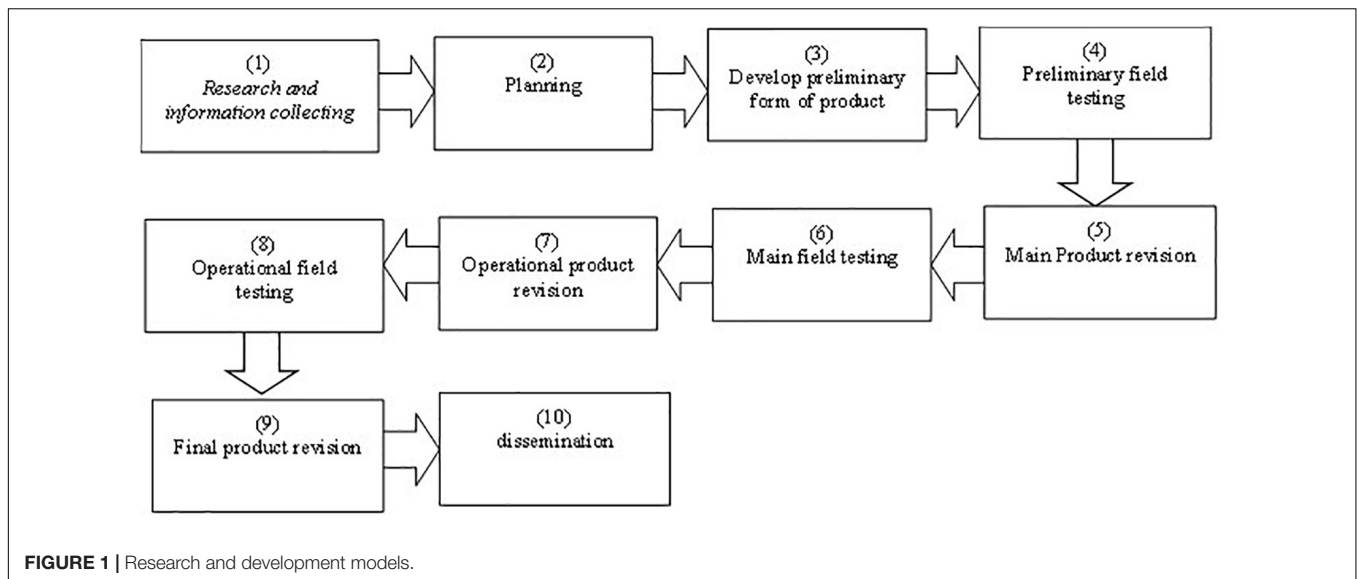 (1)
Research and
information collecting
(2)
Planning
(3)
Develop preliminary
form of product
(4)
Preliminary field
testing
(5)
Main Product revision
(6)
Main field testing
(7)
Operational product
revision
(8)
Operational field
testing
(9)
Final product revision
(10)
dissemination
FIGURE 1 | Research and development models.